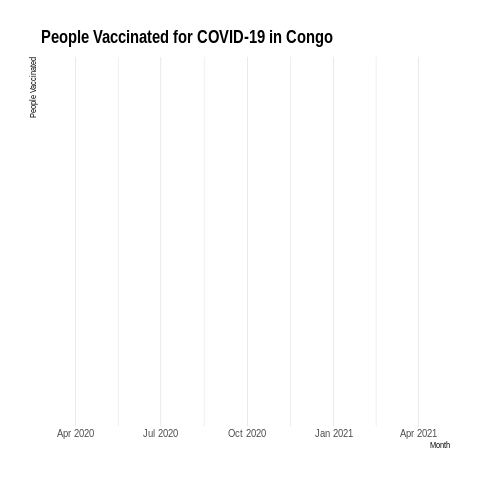 People Vaccinated for COVID-19 in Congo
People Vaccinated
Apr 2020
Jul 2020
Oct 2020
Jan 2021
Apr 2021
Month